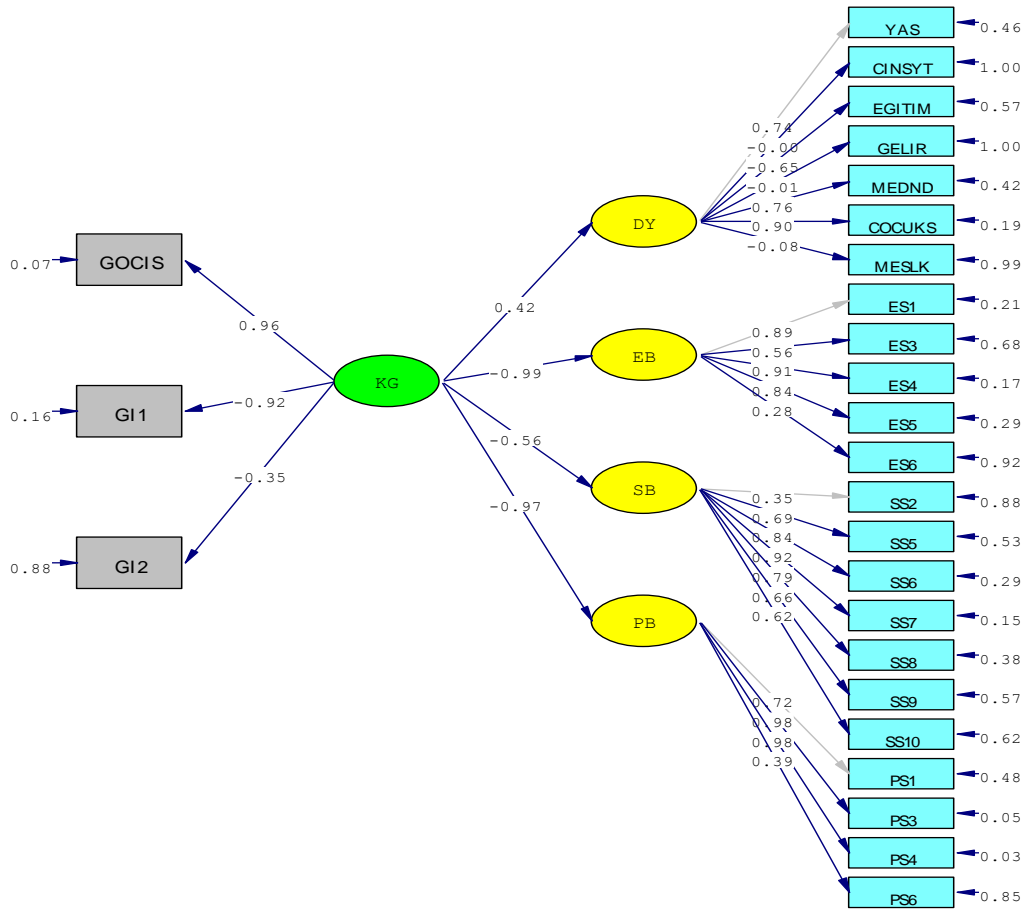 YAS 0.46
CINSYT 1.00
EGITIM 0.57
0.74
-0.00
GELIR 1.00
-0.65
-0.01
MEDND 0.42
0.76
COCUKS 0.19
0.90
DY
-0.08
MESLK 0.99
GOCIS
0.07
ES1 0.21
0.42
0.96
0.89
ES3 0.68
0.56
EB
-0.99
ES4 0.17
0.91
KG
0.84
-0.92
0.28
GI1
0.16
ES5 0.29
-0.56
ES6 0.92
-0.35
SB
0.35
SS2 0.88
-0.97
0.69
SS5 0.53
0.84
0.92
GI2
0.88
SS6 0.29
0.79
0.66
0.62
SS7 0.15
PB
SS8 0.38
SS9 0.57
0.72
0.98
SS10 0.62
0.98
0.39
PS1 0.48
PS3 0.05
PS4 0.03
PS6 0.85